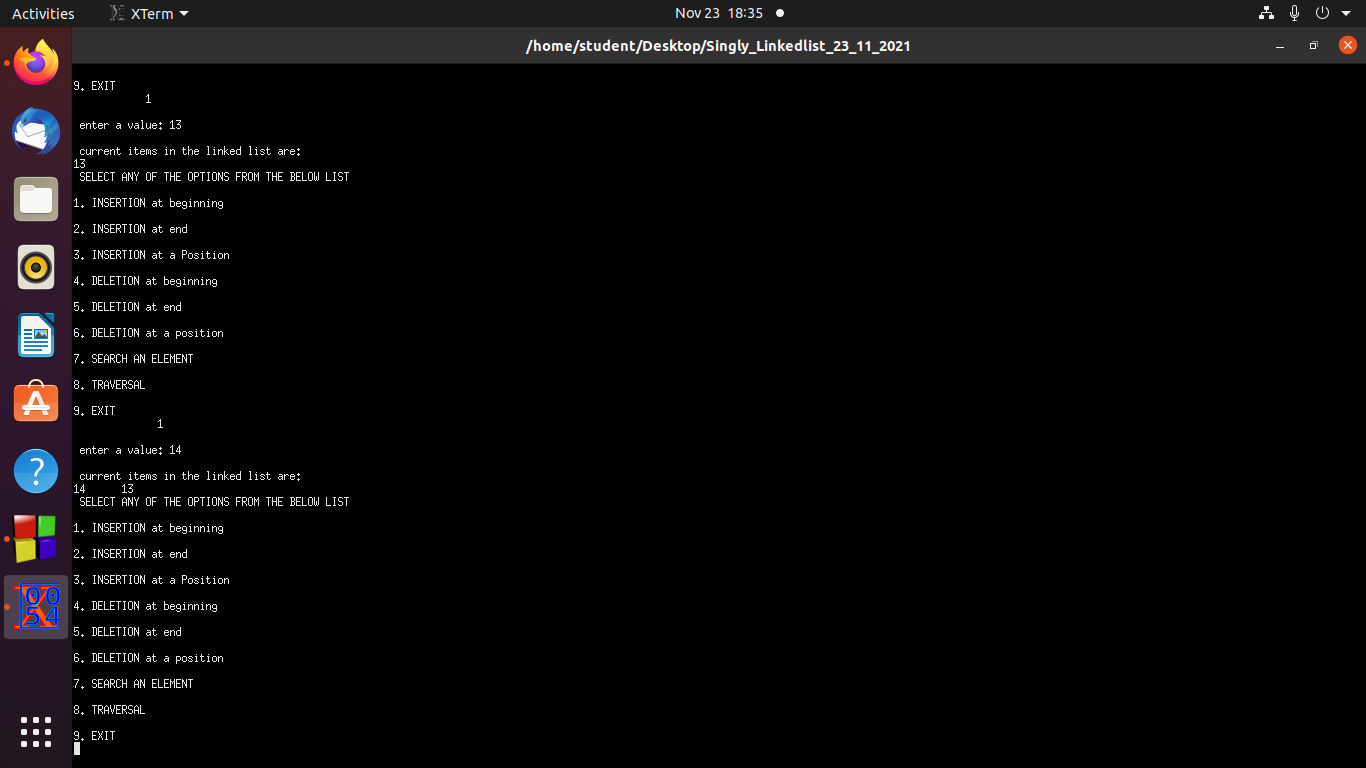 Activities XTerm Nov 23 18:35
/home/student/Desktop/Singly_Linkedlist_23_11_2021
9. EXIT
1
enter a value: 13
current items in the linked list are:
13
SELECT ANY OF THE OPTIONS FROM THE BELOW LIST
1. INSERTION at beginning
2. INSERTION at end
3. INSERTION at a Position
4. DELETION at beginning
5. DELETION at end
6. DELETION at a position
7. SEARCH AN ELEMENT
8. TRAVERSAL
9. EXIT
1
enter a value: 14
current items in the linked list are:
14 13
SELECT ANY OF THE OPTIONS FROM THE BELOW LIST
1. INSERTION at beginning
2. INSERTION at end
3. INSERTION at a Position
4. DELETION at beginning
5. DELETION at end
6. DELETION at a position
7. SEARCH AN ELEMENT
8. TRAVERSAL
9. EXIT
?
00
54